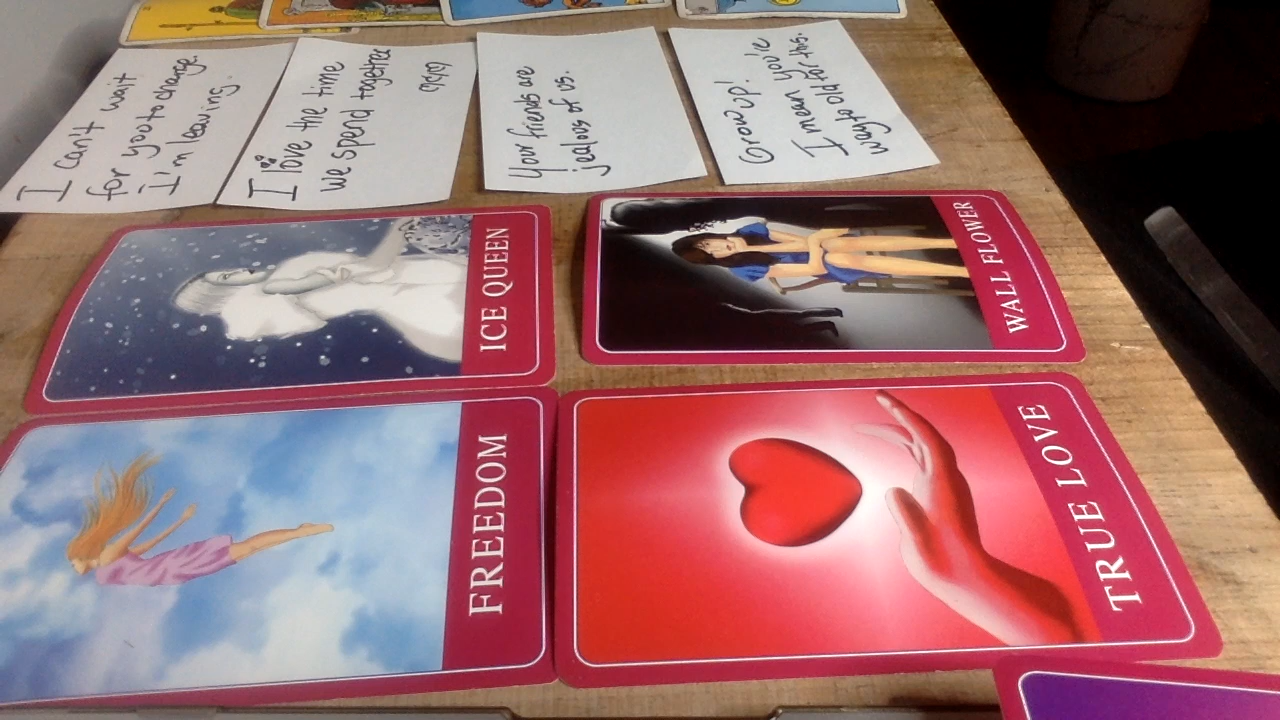 I can't wait
for you to change.
I'm leaving.
I love the time
we spend together
Your friends are
jealous of us.
Grow up!
I mean you're
way to old for this.
ICE QUEEN
WALL FLOWER
FREEDOM
TRUE LOVE